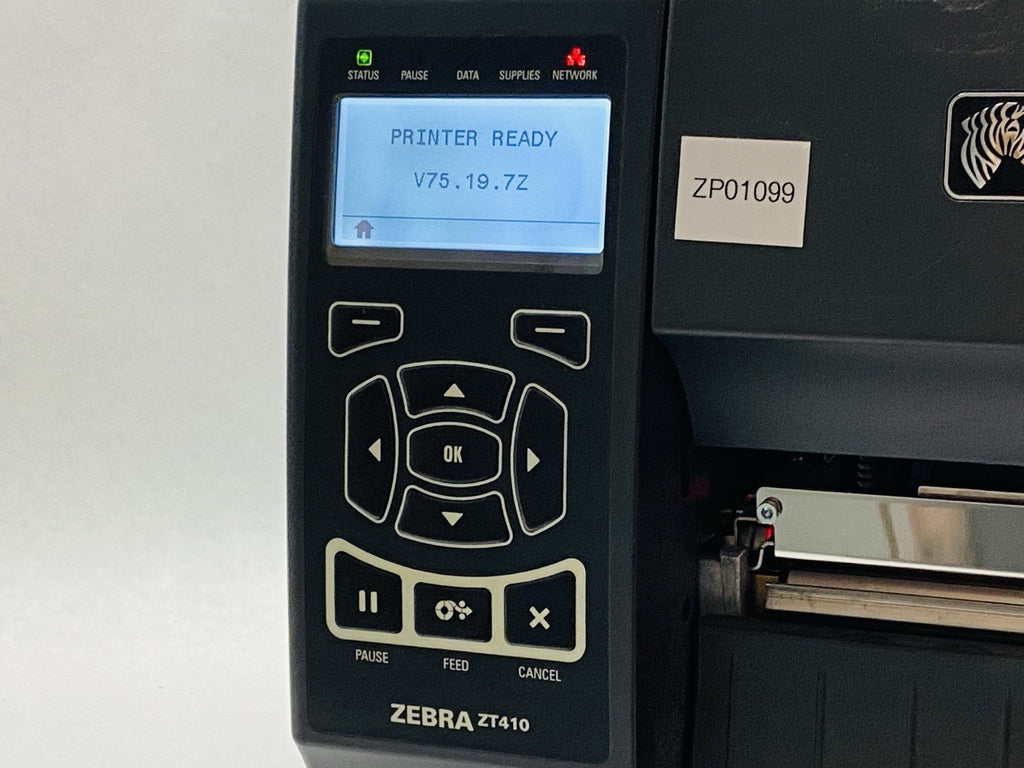 STATUS PAUSE DATA SUPPLIES NETWORK
PRINTER READY
V75.19.7Z
ZP01099
OK
PAUSE FEED CANCEL
ZEBRA ZT410